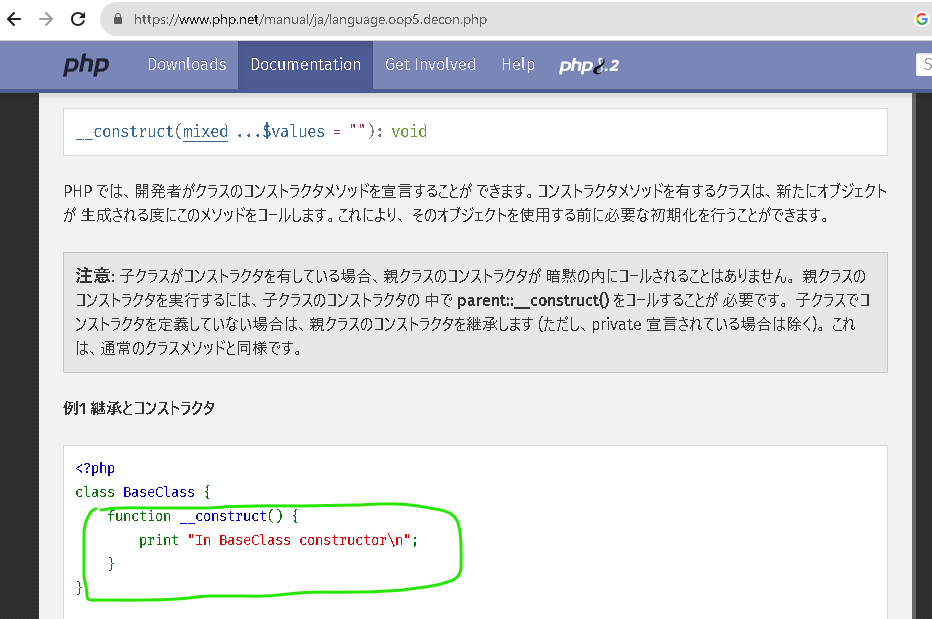 https://www.php.net/manual/ja/language.oop5.decon.php
php Downloads Documentation Get Involved Help php8.2 S
__construct(mixed ...$values = ""): void
PHP では、開発者がクラスのコンストラクタメソッドを宣言することが できます。コンストラクタメソッドを有するクラスは、新たにオブジェクト
が 生成される度にこのメソッドをコールします。これにより、そのオブジェクトを使用する前に必要な初期化を行うことができます。
注意: 子クラスがコンストラクタを有している場合、親クラスのコンストラクタが 暗黙の内にコールされることはありません。 親クラスの
コンストラクタを実行するには、子クラスのコンストラクタの 中で parent::__construct() をコールすることが 必要です。 子クラスでコ
ンストラクタを定義していない場合は、親クラスのコンストラクタを継承します (ただし、private 宣言されている場合は除く)。 これ
は、通常のクラスメソッドと同様です。
例1 継承とコンストラクタ
<?php
class BaseClass {
function __construct() {
print "In BaseClass constructor\n";
}
}